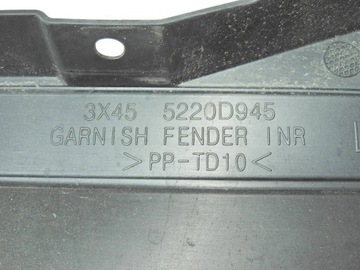 3X45 5220D945
GARNISH FENDER INR
>PP-TD10<